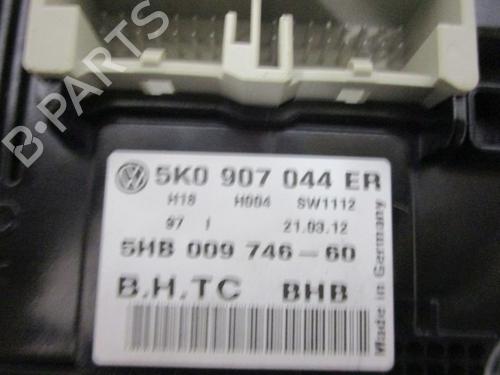 5K0 907 044 ER
H18 H004 SW1112
97 I 21.03.12
5HB 009 746-60
B.H.TC BHB
Made in Germany
B-PARTS